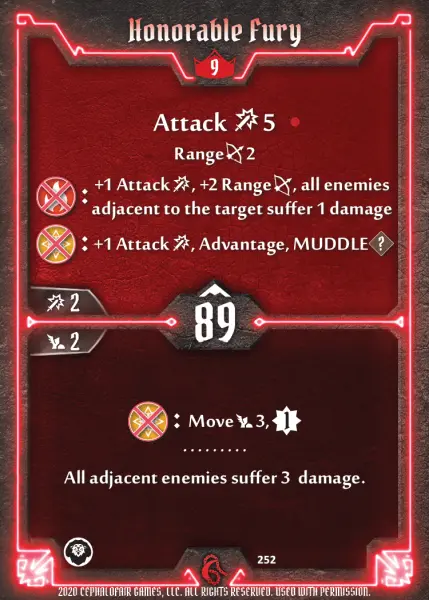 Honorable Fury
9
Attack 5
Range 2
: +1 Attack, +2 Range, all enemies
adjacent to the target suffer 1 damage
: +1 Attack, Advantage, MUDDLE ?
2
89
2
: Move 3, 1
.........
All adjacent enemies suffer 3 damage.
252
2020 CEPHALOFAIR GAMES, LLC. ALL RIGHTS RESERVED. USED WITH PERMISSION.